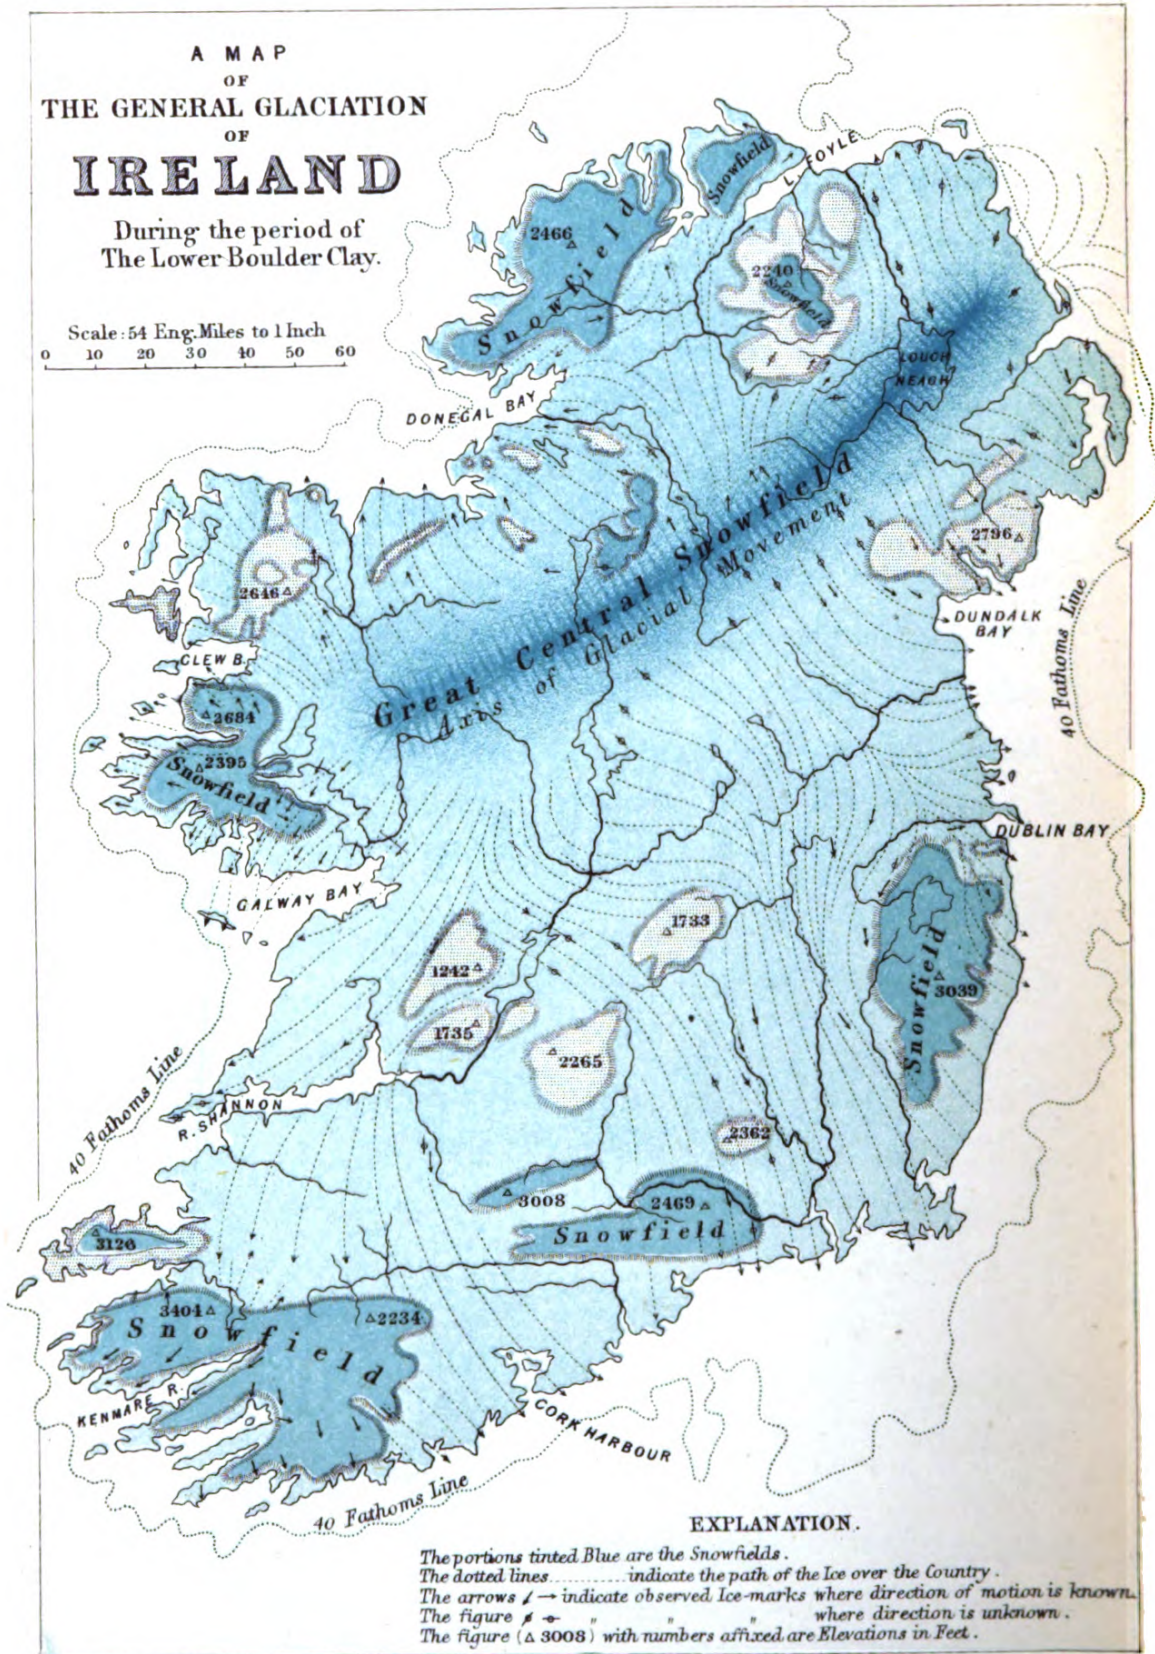 A MAP
OF
THE GENERAL GLACIATION
OF
IRELAND
During the period of
The Lower Boulder Clay.
Scale: 54 Eng. Miles to 1 Inch
0 10 20 30 40 50 60
Snowfield
L. FOYLE
2466
Snowfield
2240
Snowfield
LOUGH
NEAGH
DONEGAL BAY
Great Central Snowfield
Axis of Glacial Movement
2796
2646
DUNDALK
BAY
40 Fathoms Line
CLEW B.
2684
2395
Snowfield
DUBLIN BAY
GALWAY BAY
1733
1242
Snowfield
3039
1735
2265
40 Fathoms Line
R. SHANNON
2362
3008
2469
Snowfield
3126
3404
2234
Snowfield
KENMARE R.
CORK HARBOUR
40 Fathoms Line
EXPLANATION.
The portions tinted Blue are the Snowfields.
The dotted lines............indicate the path of the Ice over the Country.
The arrows ↙ → indicate observed Ice-marks where direction of motion is known.
The figure " " " where direction is unknown.
The figure (△ 3008) with numbers affixed are Elevations in Feet.